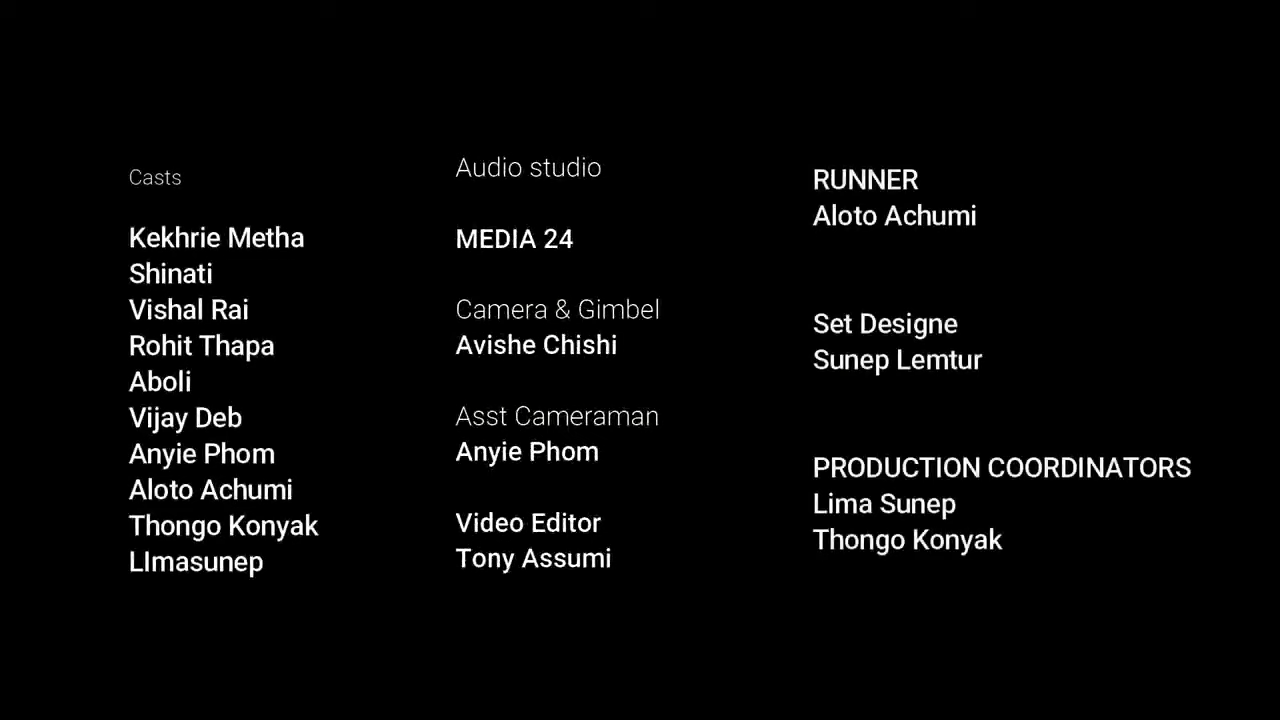 Casts
Kekhrie Metha
Shinati
Vishal Rai
Rohit Thapa
Aboli
Vijay Deb
Anyie Phom
Aloto Achumi
Thongo Konyak
LImasunep
Audio studio
MEDIA 24
Camera & Gimbel
Avishe Chishi
Asst Cameraman
Anyie Phom
Video Editor
Tony Assumi
RUNNER
Aloto Achumi
Set Designe
Sunep Lemtur
PRODUCTION COORDINATORS
Lima Sunep
Thongo Konyak